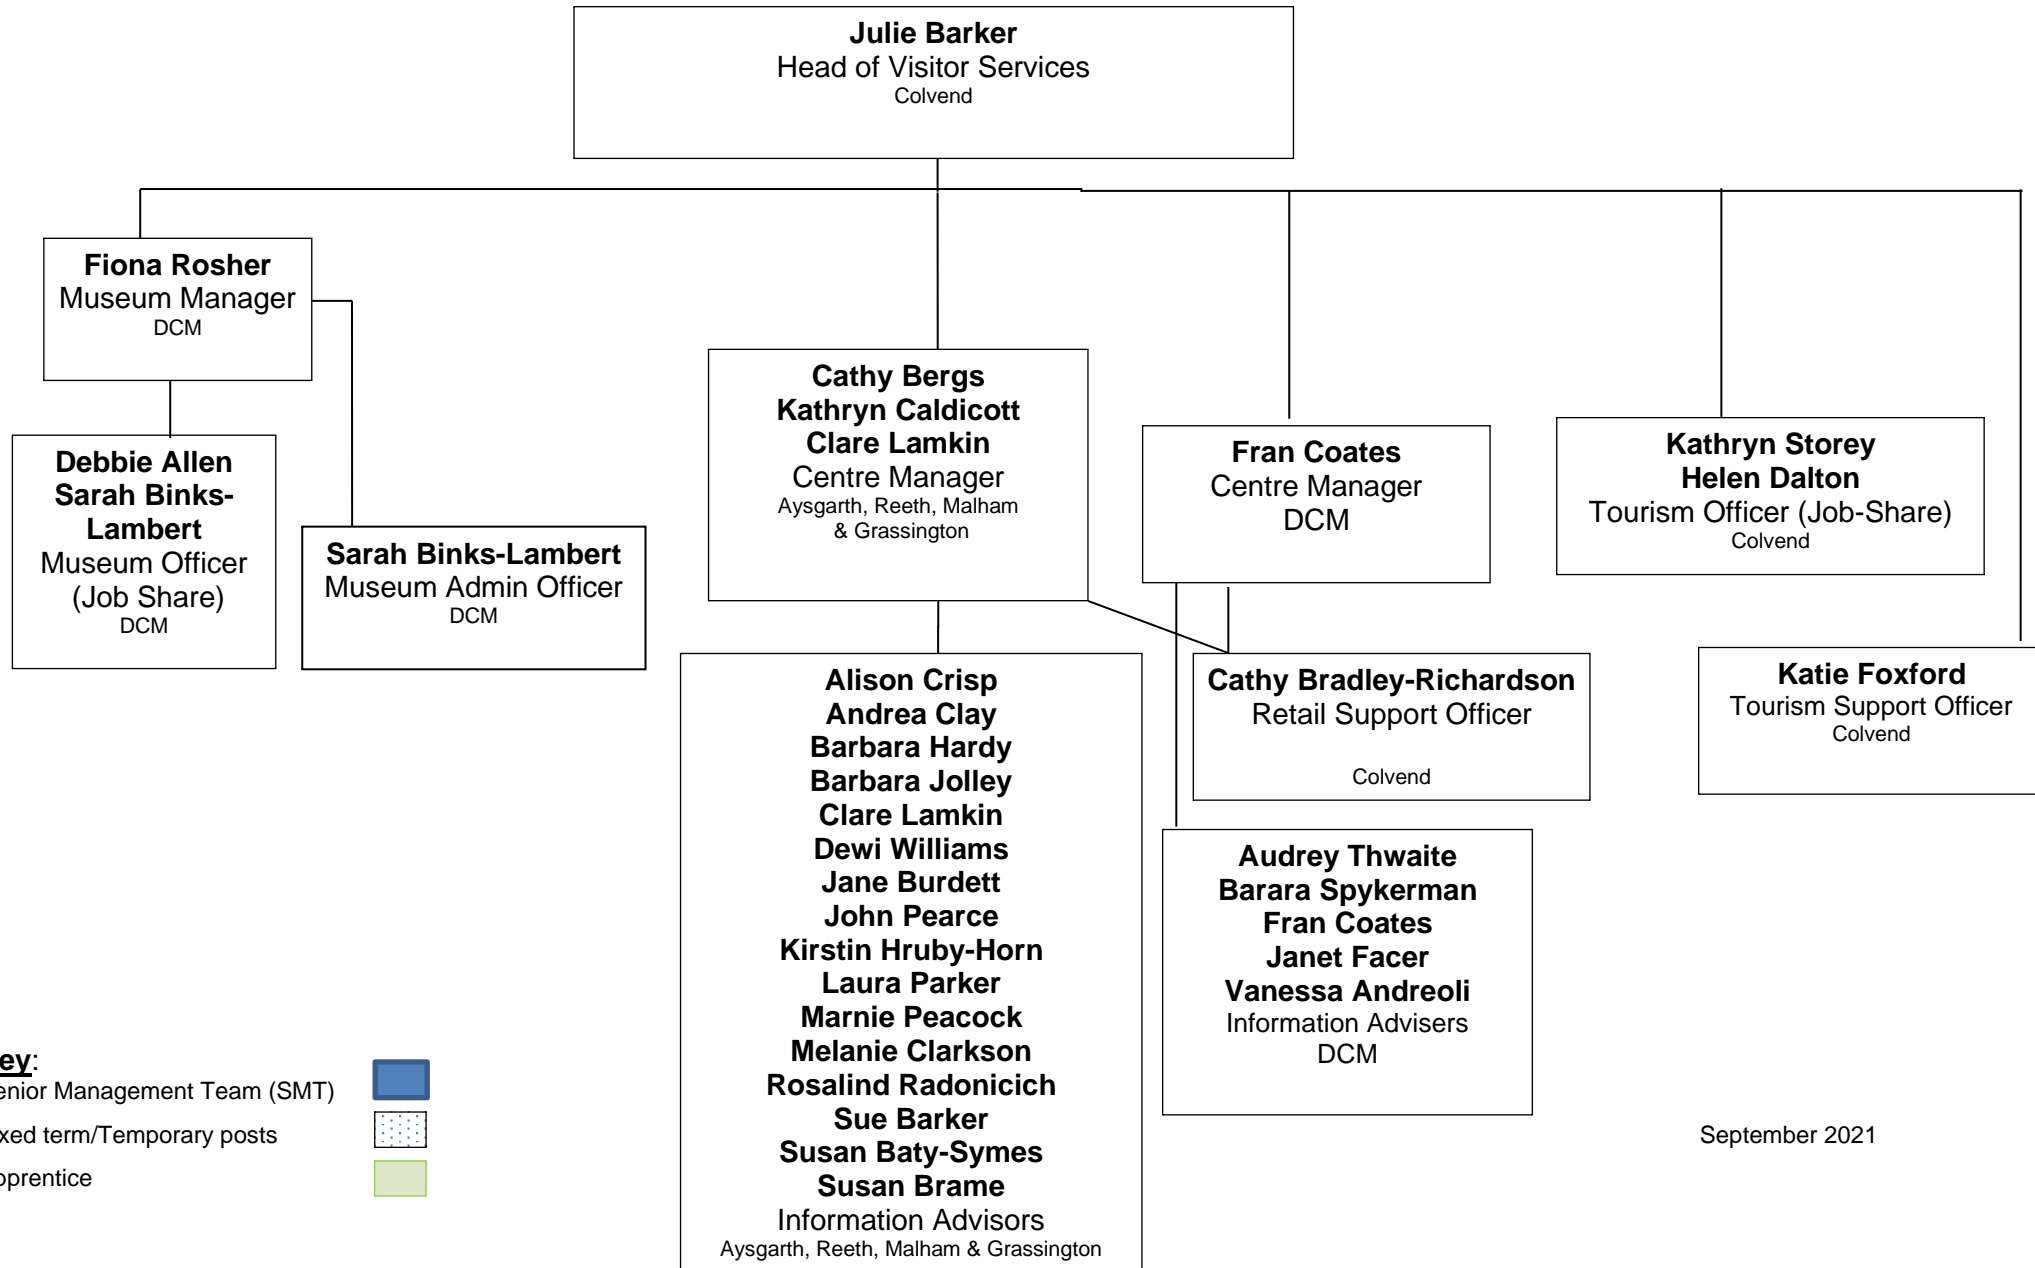 Julie Barker
Head of Visitor Services
Colvend
Fiona Rosher
Museum Manager
DCM
Debbie Allen
Sarah Binks-
Lambert
Museum Officer
(Job Share)
DCM
Sarah Binks-Lambert
Museum Admin Officer
DCM
Cathy Bergs
Kathryn Caldicott
Clare Lamkin
Centre Manager
Aysgarth, Reeth, Malham
& Grassington
Fran Coates
Centre Manager
DCM
Kathryn Storey
Helen Dalton
Tourism Officer (Job-Share)
Colvend
Alison Crisp
Andrea Clay
Barbara Hardy
Barbara Jolley
Clare Lamkin
Dewi Williams
Jane Burdett
John Pearce
Kirstin Hruby-Horn
Laura Parker
Marnie Peacock
Melanie Clarkson
Rosalind Radonicich
Sue Barker
Susan Baty-Symes
Susan Brame
Information Advisors
Aysgarth, Reeth, Malham & Grassington
Cathy Bradley-Richardson
Retail Support Officer
Colvend
Katie Foxford
Tourism Support Officer
Colvend
Audrey Thwaite
Barara Spykerman
Fran Coates
Janet Facer
Vanessa Andreoli
Information Advisers
DCM
ey:
enior Management Team (SMT)
xed term/Temporary posts
pprentice
September 2021